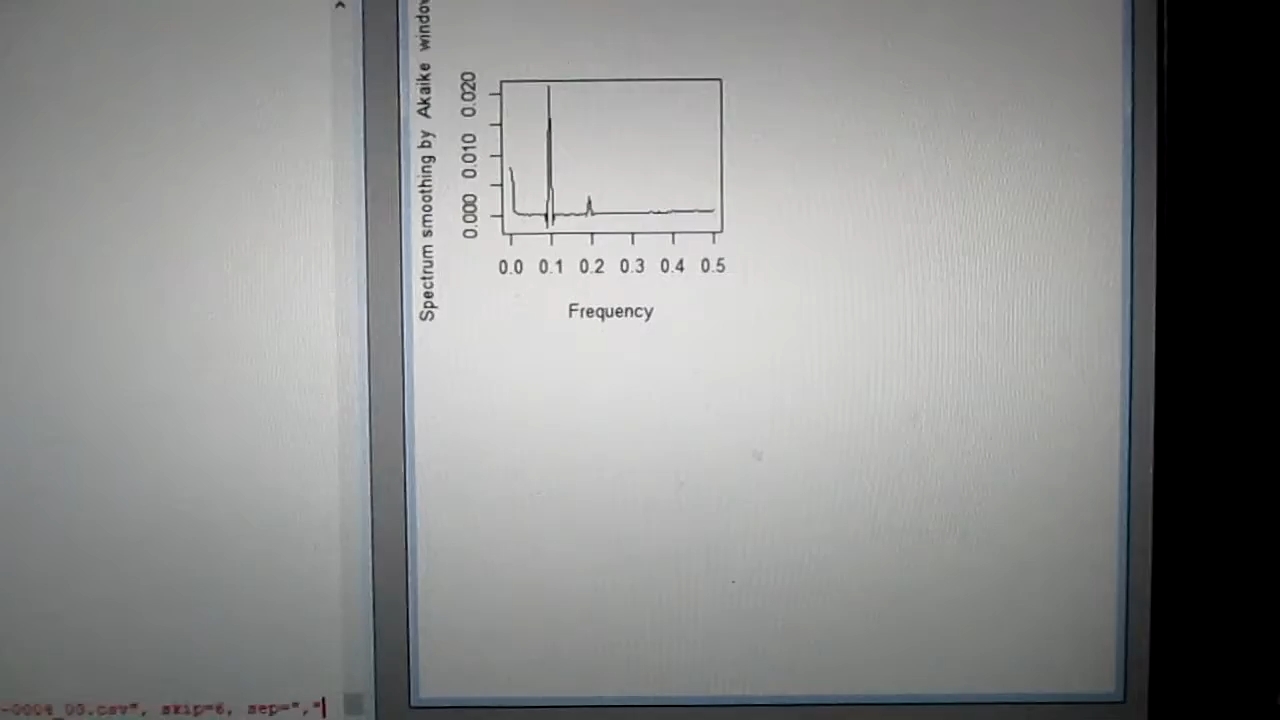 Spectrum smoothing by Akaike window
0.000 0.010 0.020
0.0 0.1 0.2 0.3 0.4 0.5
Frequency
-0004_03.csv", skip=6, sep=","